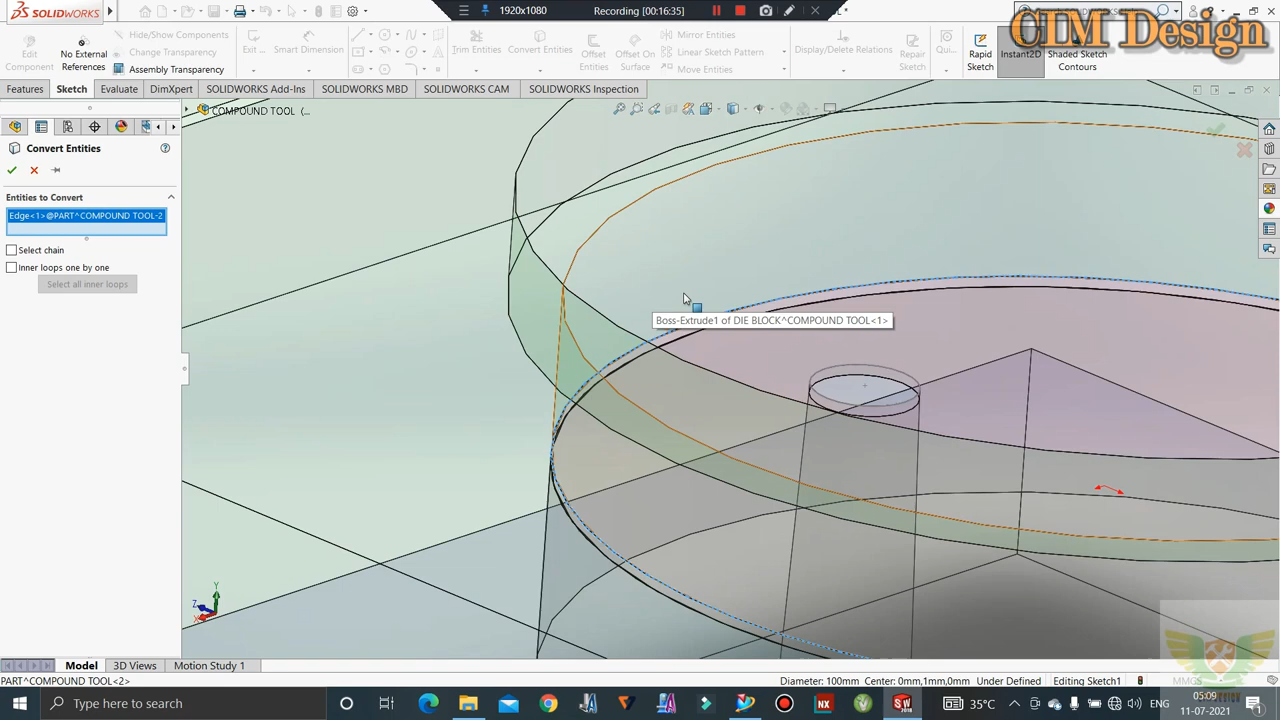 SOLIDWORKS
1920x1080
Recording [00:16:35]
CIM Design
Edit Component
No External References
Hide/Show Components
Change Transparency
Assembly Transparency
Exit ...
Smart Dimension
Trim Entities
Convert Entities
Offset Entities
Offset On Surface
Mirror Entities
Linear Sketch Pattern
Move Entities
Display/Delete Relations
Repair Sketch
Qui...
Rapid Sketch
Instant2D
Shaded Sketch Contours
Features
Sketch
Evaluate
DimXpert
SOLIDWORKS Add-Ins
SOLIDWORKS MBD
SOLIDWORKS CAM
SOLIDWORKS Inspection
COMPOUND TOOL (...
Convert Entities
Entities to Convert
Edge<1>@PART^COMPOUND TOOL-2
Select chain
Inner loops one by one
Select all inner loops
Boss-Extrude1 of DIE BLOCK^COMPOUND TOOL<1>
Y
Z
X
Model
3D Views
Motion Study 1
PART^COMPOUND TOOL<2>
Diameter: 100mm
Center: 0mm,1mm,0mm
Under Defined
Editing Sketch1
MMGS
Type here to search
35°C
ENG
05:09
11-07-2021